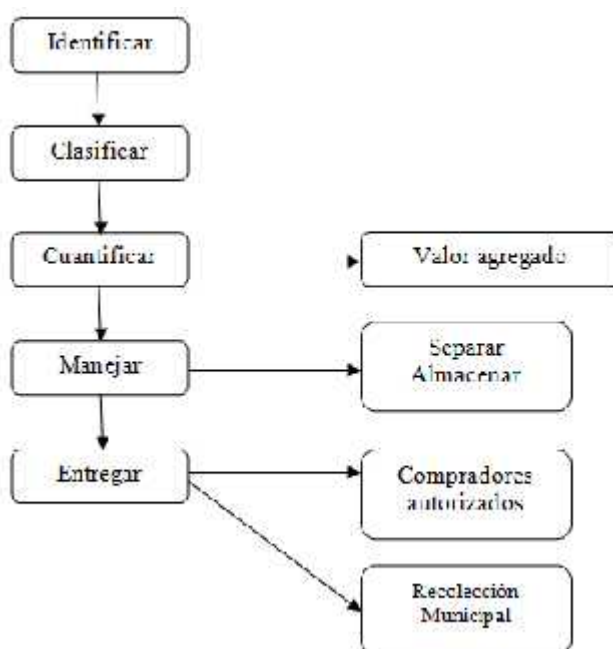 Identificar
Clasificar
Cuantificar
Valor agregado
Manejar
Separar
Almacenar
Entregar
Compradores
autorizados
Recolección
Municipal